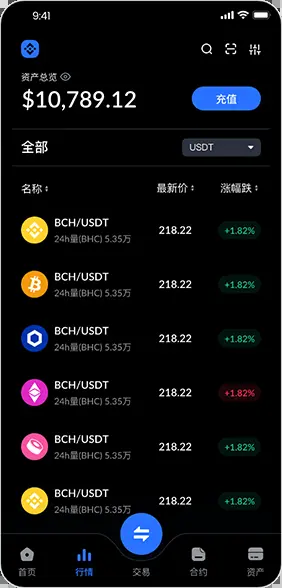 9:41
资产总览
$10,789.12
充值
全部
USDT
名称 最新价 涨幅跌
BCH/USDT
24h量(BHC) 5.35万
218.22
+1.82%
BCH/USDT
24h量(BHC) 5.35万
218.22
+1.82%
BCH/USDT
24h量(BHC) 5.35万
218.22
+1.82%
BCH/USDT
24h量(BHC) 5.35万
218.22
+1.82%
BCH/USDT
24h量(BHC) 5.35万
218.22
+1.82%
BCH/USDT
24h量(BHC) 5.35万
218.22
+1.82%
首页 行情 交易 合约 资产